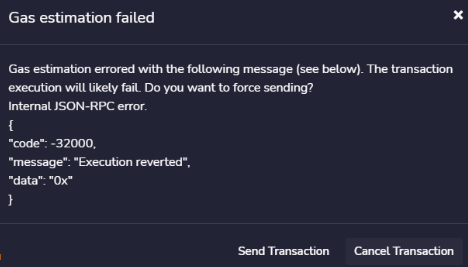 Gas estimation failed
Gas estimation errored with the following message (see below). The transaction
execution will likely fail. Do you want to force sending?
Internal JSON-RPC error.
{
"code": -32000,
"message": "Execution reverted",
"data": "0x"
}
Send Transaction Cancel Transaction